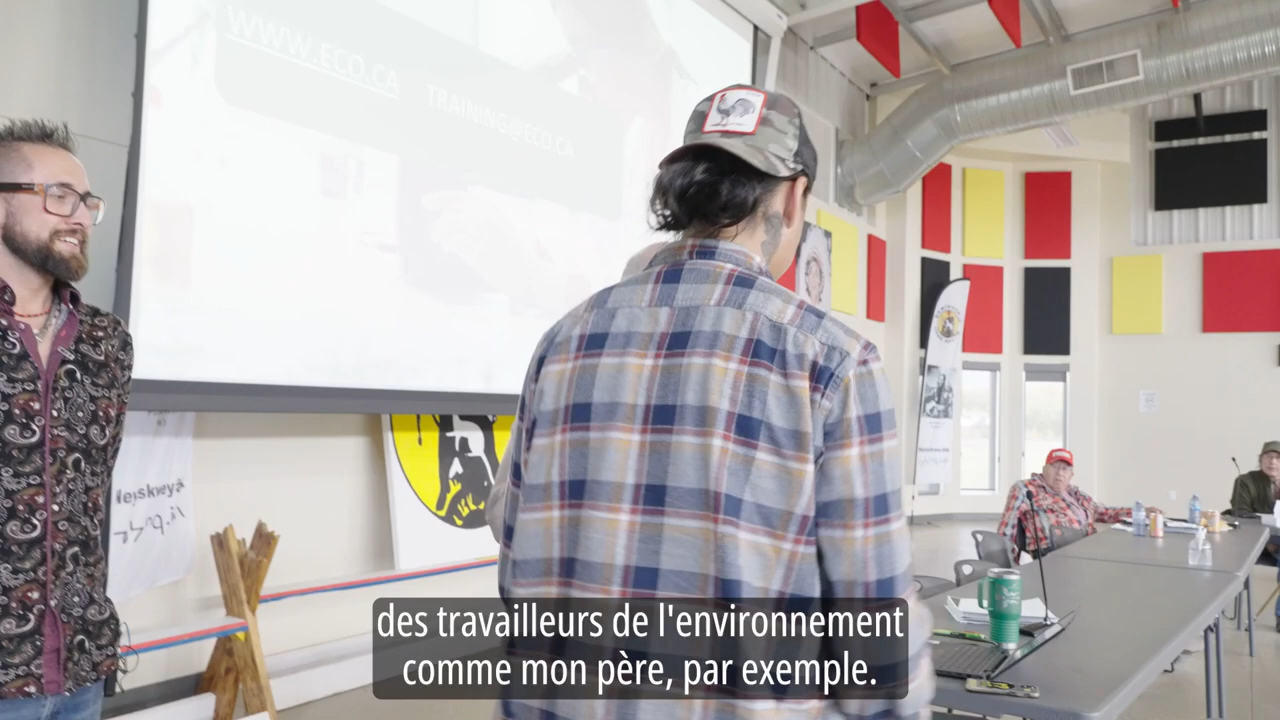 WWW.ECO.CA
TRAINING@ECO.CA
des travailleurs de l'environnement
comme mon père, par exemple.